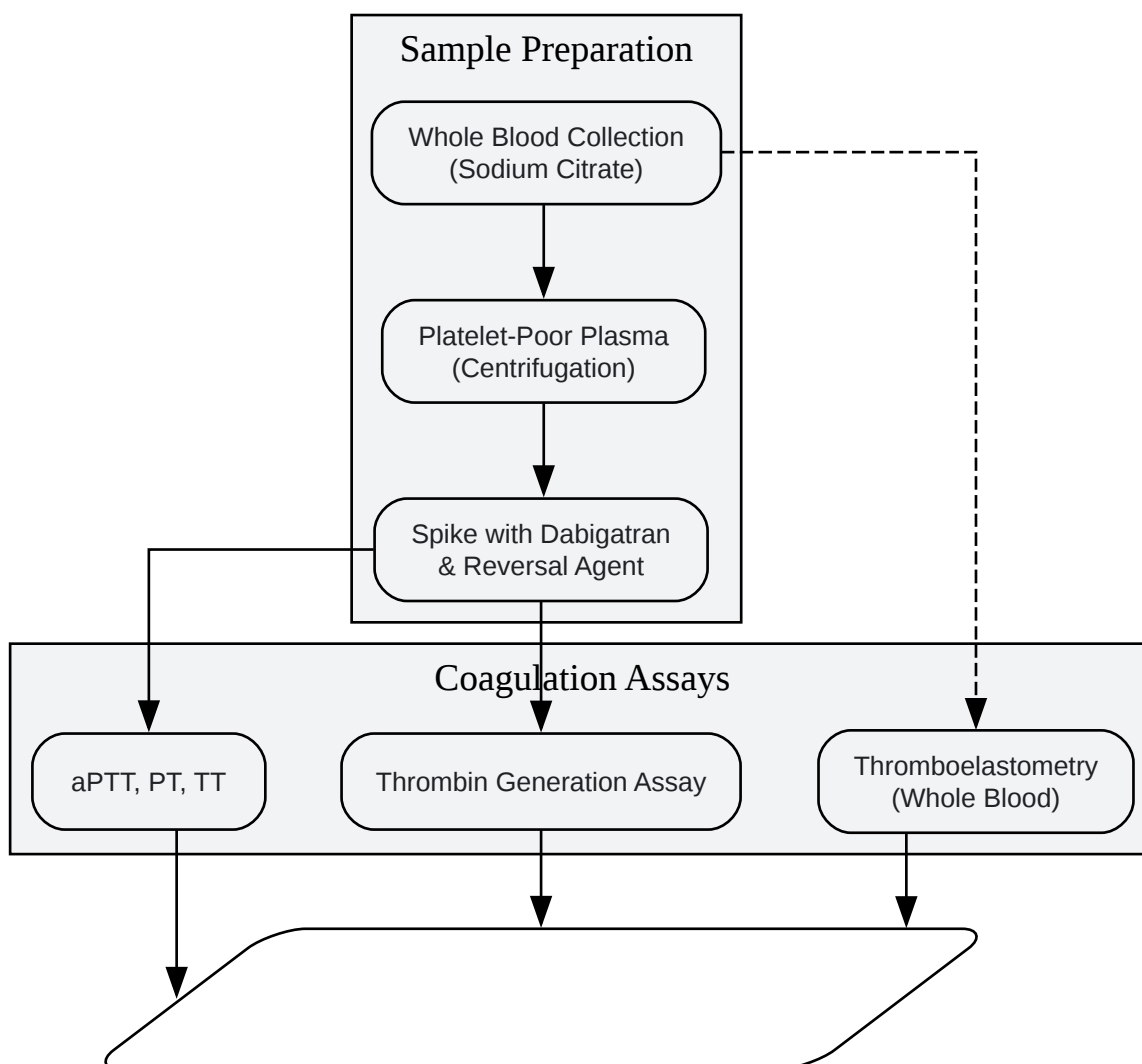 Sample Preparation
Whole Blood Collection
(Sodium Citrate)
Platelet-Poor Plasma
(Centrifugation)
Spike with Dabigatran
& Reversal Agent
Coagulation Assays
aPTT, PT, TT
Thrombin Generation Assay
Thromboelastometry
(Whole Blood)